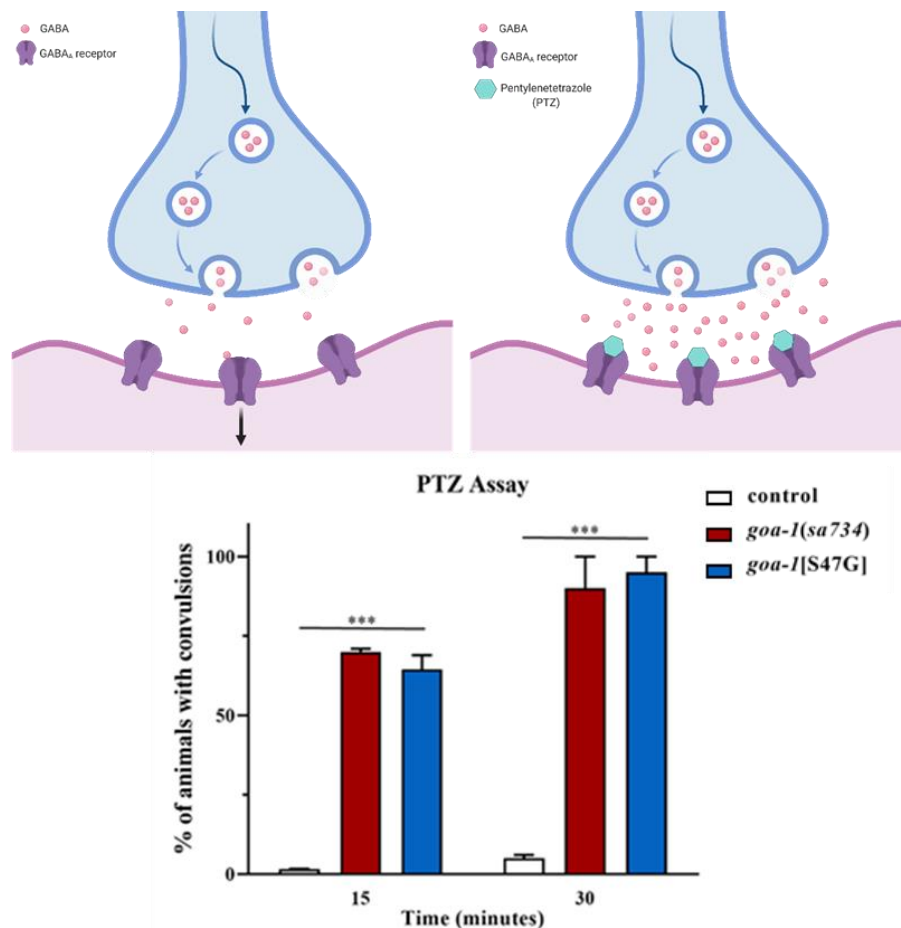 GABA
GABAA receptor
GABA
GABAA receptor
Pentylenetetrazole
(PTZ)
PTZ Assay
control
goa-1(sa734)
goa-1[S47G]
***
***
100
50
0
% of animals with convulsions
15
30
Time (minutes)